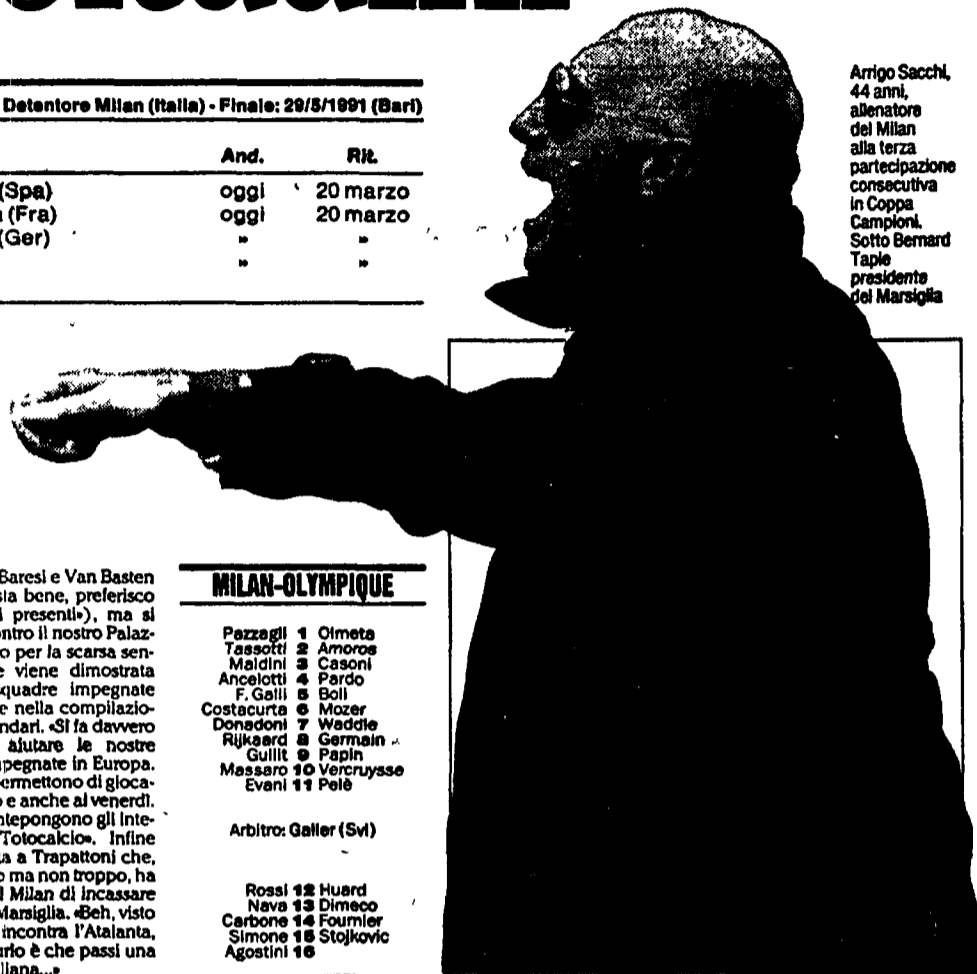 Detentore Milan (Italia) - Finale: 29/5/1991 (Bari)
And. Rit.
(Spa) oggi 20 marzo
(Fra) oggi 20 marzo
(Ger) » »
» »
Arrigo Sacchi,
44 anni,
allenatore
del Milan
alla terza
partecipazione
consecutiva
in Coppa
Campioni.
Sotto Bernard
Tapie
presidente
del Marsiglia
Baresi e Van Basten
sia bene, preferisco
presenti»), ma si
ntro il nostro Palaz-
o per la scarsa sen-
e viene dimostrata
squadre impegnate
e nella compilazio-
ndari. «Si fa davvero
aiutare le nostre
pegnate in Europa.
ermettono di gioca-
o e anche al venerdì.
ntepongono gli inte-
Totocalcio». Infine
ta a Trapattoni che,
o ma non troppo, ha
l Milan di incassare
Marsiglia. «Beh, visto
incontra l'Atalanta,
urio è che passi una
liana...»
MILAN-OLYMPIQUE
Pazzagli 1 Olmeta
Tassotti 2 Amoros
Maldini 3 Casoni
Ancelotti 4 Pardo
F. Galli 5 Boli
Costacurta 6 Mozer
Donadoni 7 Waddle
Rijkaard 8 Germain
Gullit 9 Papin
Massaro 10 Vercruysse
Evani 11 Pelè
Arbitro: Galler (Svi)
Rossi 12 Huard
Nava 13 Dimeco
Carbone 14 Fournier
Simone 15 Stojkovic
Agostini 16